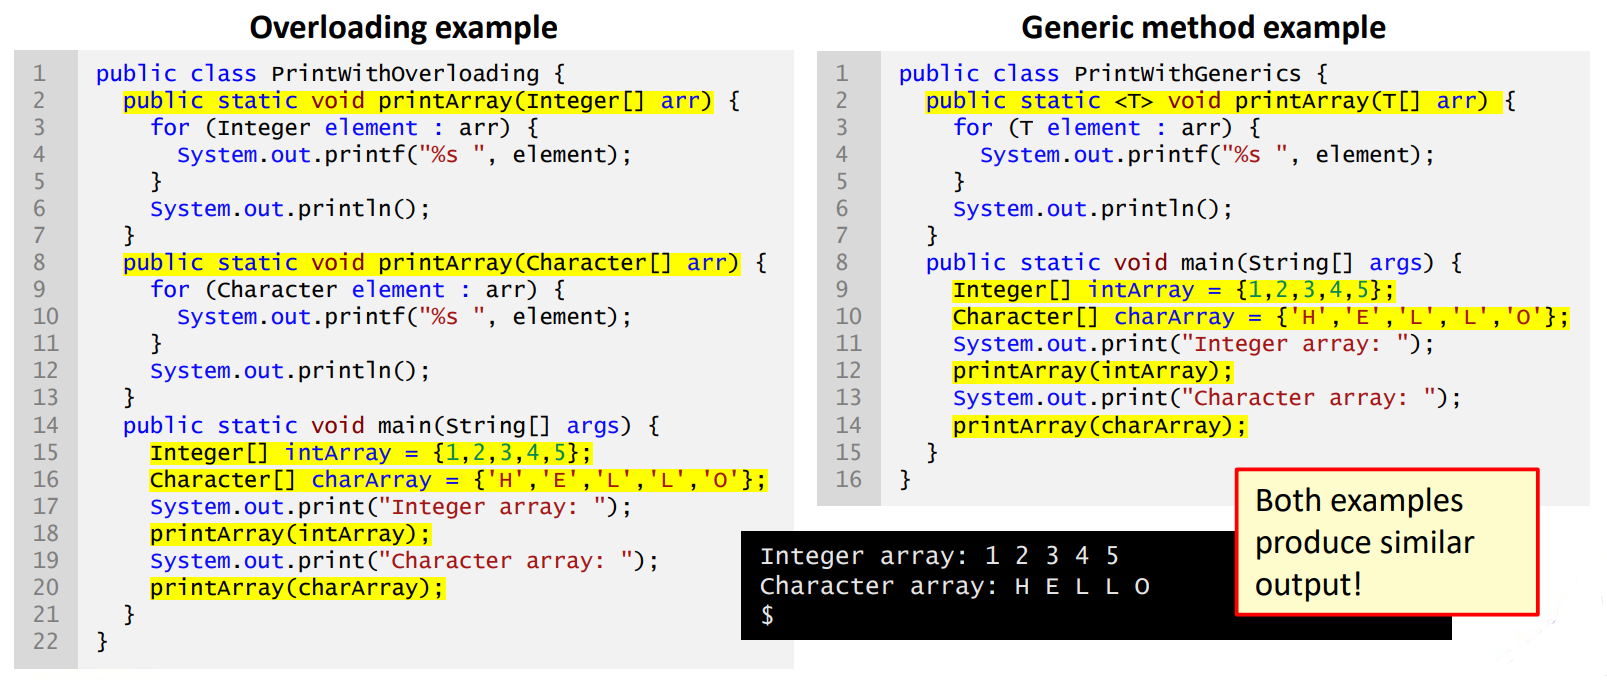 Overloading example
1 public class PrintWithOverloading {
2 public static void printArray(Integer[] arr) {
3 for (Integer element : arr) {
4 System.out.printf("%s ", element);
5 }
6 System.out.println();
7 }
8 public static void printArray(Character[] arr) {
9 for (Character element : arr) {
10 System.out.printf("%s ", element);
11 }
12 System.out.println();
13 }
14 public static void main(String[] args) {
15 Integer[] intArray = {1,2,3,4,5};
16 Character[] charArray = {'H','E','L','L','O'};
17 System.out.print("Integer array: ");
18 printArray(intArray);
19 System.out.print("Character array: ");
20 printArray(charArray);
21 }
22 }
Generic method example
1 public class PrintWithGenerics {
2 public static <T> void printArray(T[] arr) {
3 for (T element : arr) {
4 System.out.printf("%s ", element);
5 }
6 System.out.println();
7 }
8 public static void main(String[] args) {
9 Integer[] intArray = {1,2,3,4,5};
10 Character[] charArray = {'H','E','L','L','O'};
11 System.out.print("Integer array: ");
12 printArray(intArray);
13 System.out.print("Character array: ");
14 printArray(charArray);
15 }
16 }
Integer array: 1 2 3 4 5
Character array: H E L L O
$
Both examples
produce similar
output!